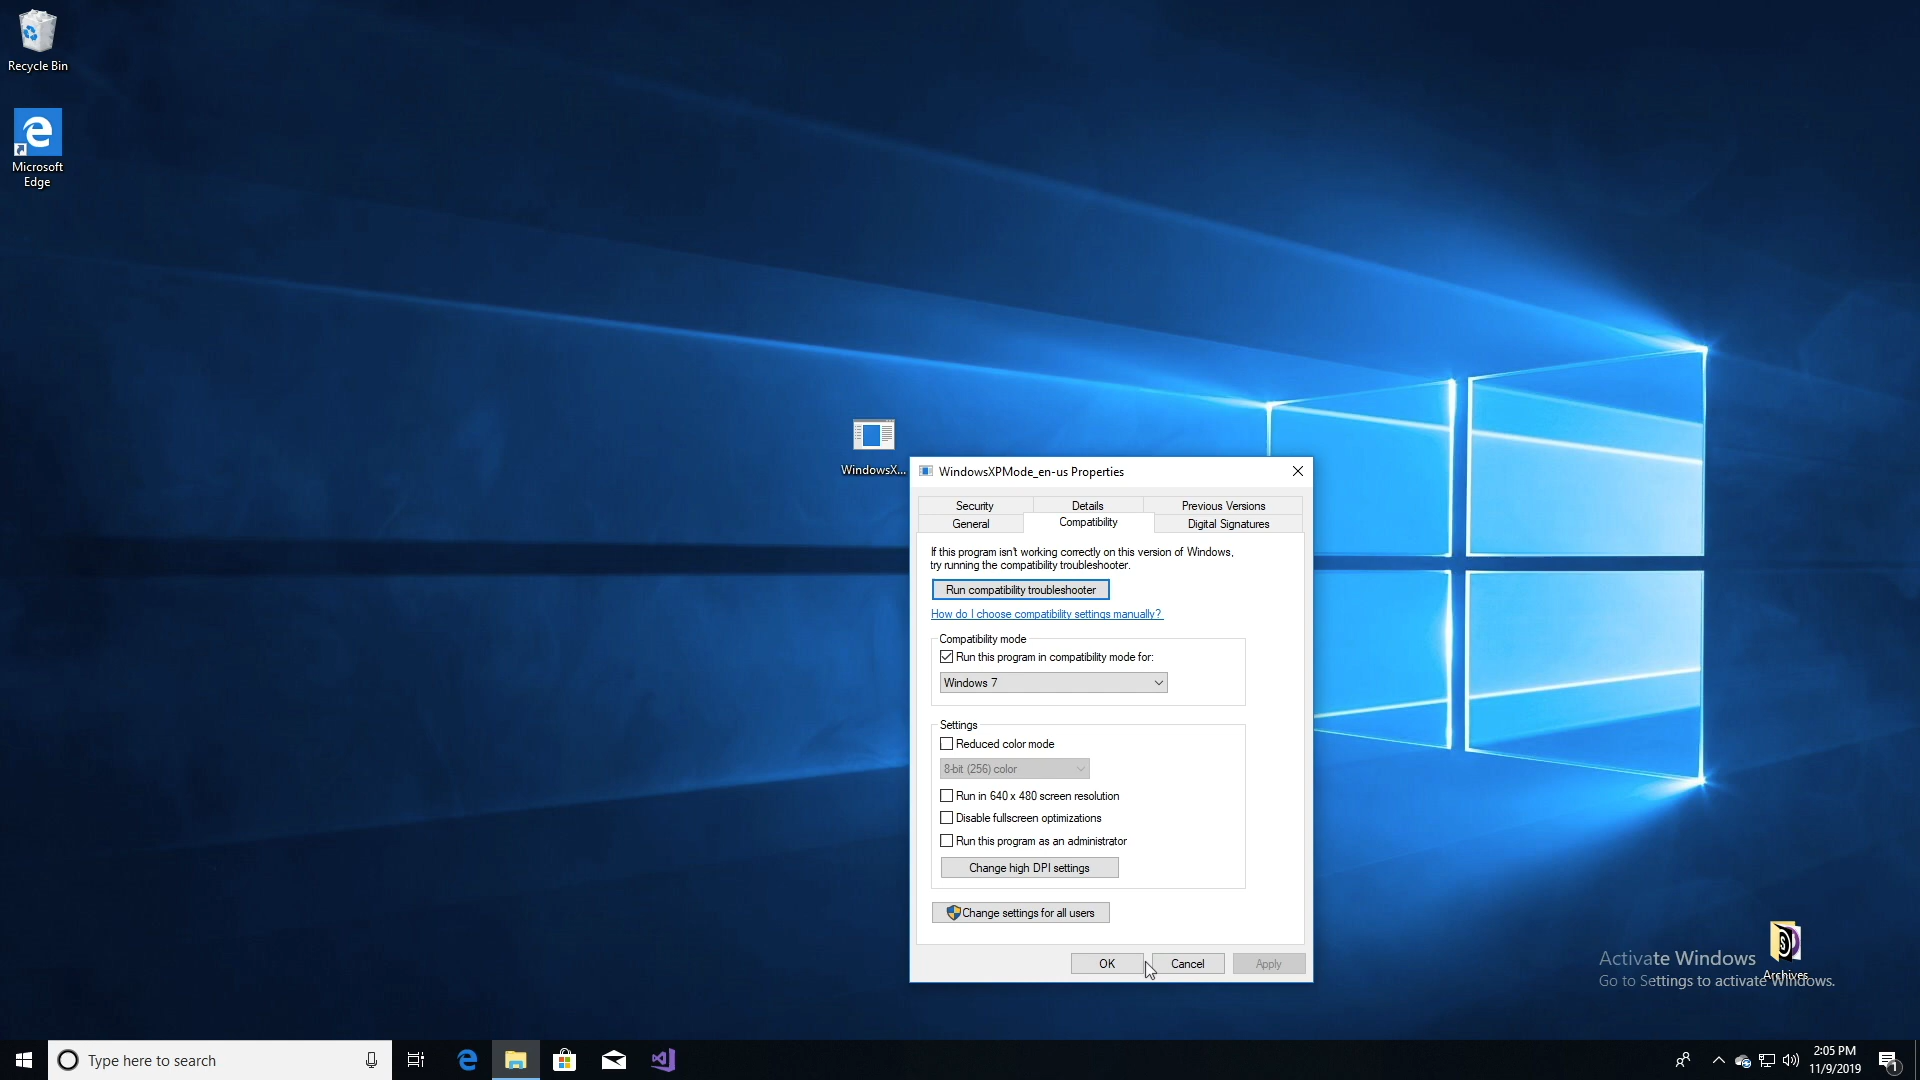 Recycle Bin
Microsoft
Edge
WindowsX...
WindowsXPMode_en-us Properties
Security
Details
Previous Versions
General
Compatibility
Digital Signatures
If this program isn't working correctly on this version of Windows,
try running the compatibility troubleshooter.
Run compatibility troubleshooter
How do I choose compatibility settings manually?
Compatibility mode
Run this program in compatibility mode for:
Windows 7
Settings
Reduced color mode
8-bit (256) color
Run in 640 x 480 screen resolution
Disable fullscreen optimizations
Run this program as an administrator
Change high DPI settings
Change settings for all users
OK
Cancel
Apply
Activate Windows
Archives
Go to Settings to activate Windows.
Type here to search
2:05 PM
11/9/2019
1